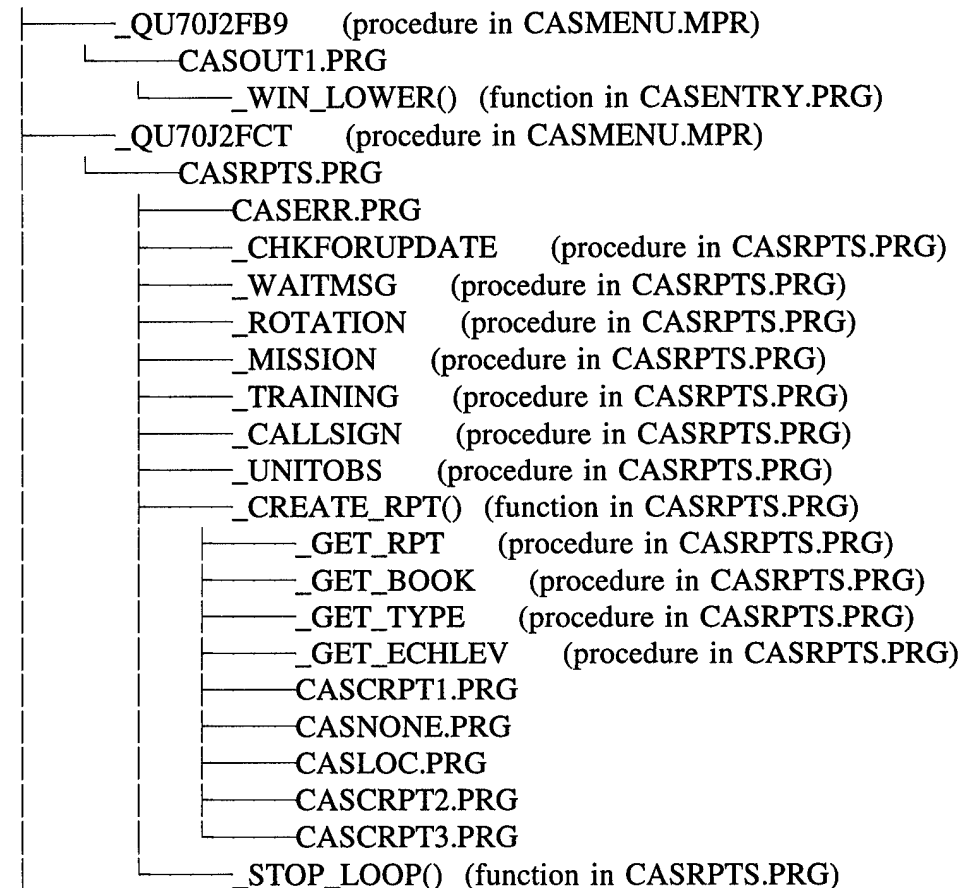 _QU70J2FB9 (procedure in CASMENU.MPR)
CASOUT1.PRG
_WIN_LOWER() (function in CASENTRY.PRG)
_QU70J2FCT (procedure in CASMENU.MPR)
CASRPTS.PRG
CASERR.PRG
_CHKFORUPDATE (procedure in CASRPTS.PRG)
_WAITMSG (procedure in CASRPTS.PRG)
_ROTATION (procedure in CASRPTS.PRG)
_MISSION (procedure in CASRPTS.PRG)
_TRAINING (procedure in CASRPTS.PRG)
_CALLSIGN (procedure in CASRPTS.PRG)
_UNITOBS (procedure in CASRPTS.PRG)
_CREATE_RPT() (function in CASRPTS.PRG)
_GET_RPT (procedure in CASRPTS.PRG)
_GET_BOOK (procedure in CASRPTS.PRG)
_GET_TYPE (procedure in CASRPTS.PRG)
_GET_ECHLEV (procedure in CASRPTS.PRG)
CASCRPT1.PRG
CASNONE.PRG
CASLOC.PRG
CASCRPT2.PRG
CASCRPT3.PRG
_STOP_LOOP() (function in CASRPTS.PRG)